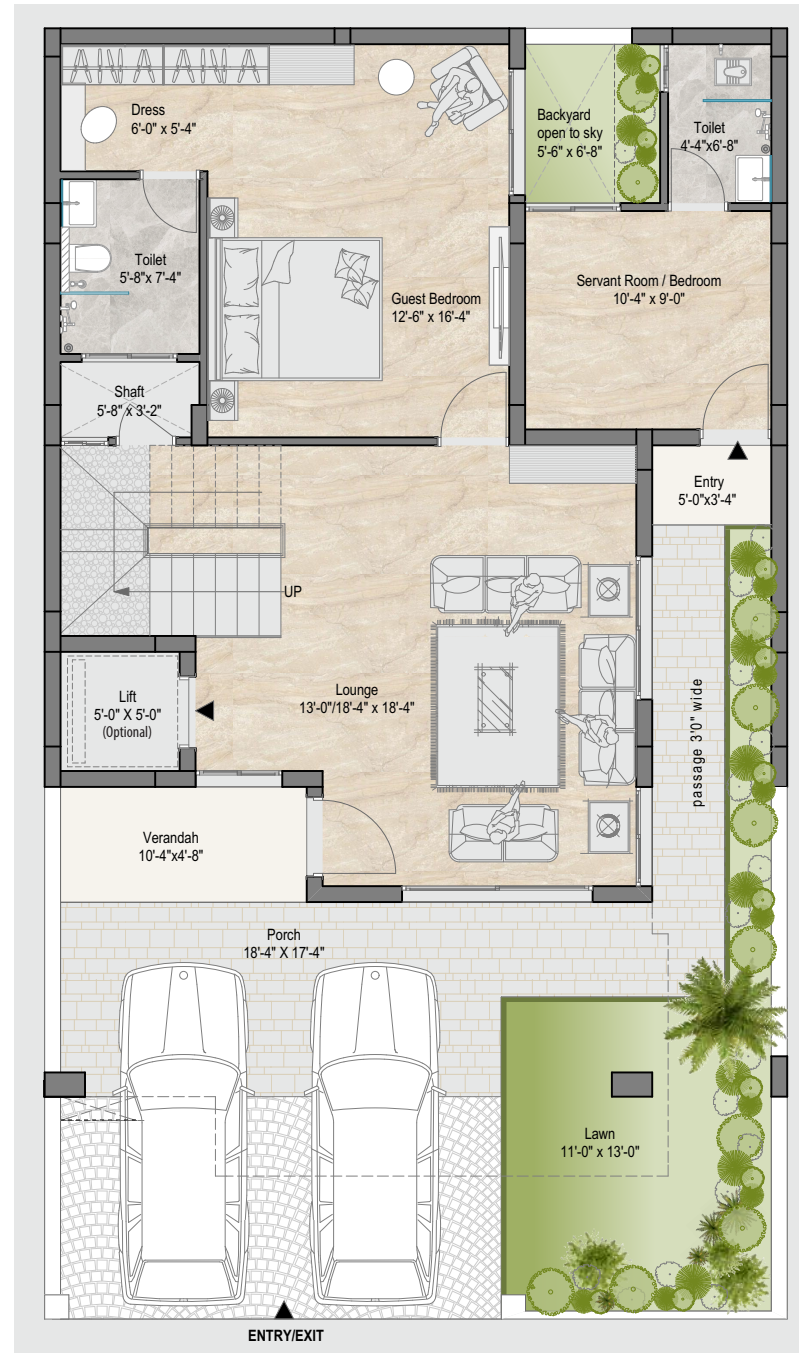 Dress
6'-0" x 5'-4"
Backyard
open to sky
5'-6" x 6'-8"
Toilet
4'-4"x6'-8"
Toilet
5'-8"x 7'-4"
Guest Bedroom
12'-6" x 16'-4"
Servant Room / Bedroom
10'-4" x 9'-0"
Shaft
5'-8" x 3'-2"
Entry
5'-0"x3'-4"
UP
Lift
5'-0" X 5'-0"
(Optional)
Lounge
13'-0"/18'-4" x 18'-4"
passage 3'0" wide
Verandah
10'-4"x4'-8"
Porch
18'-4" X 17'-4"
Lawn
11'-0" x 13'-0"
ENTRY/EXIT